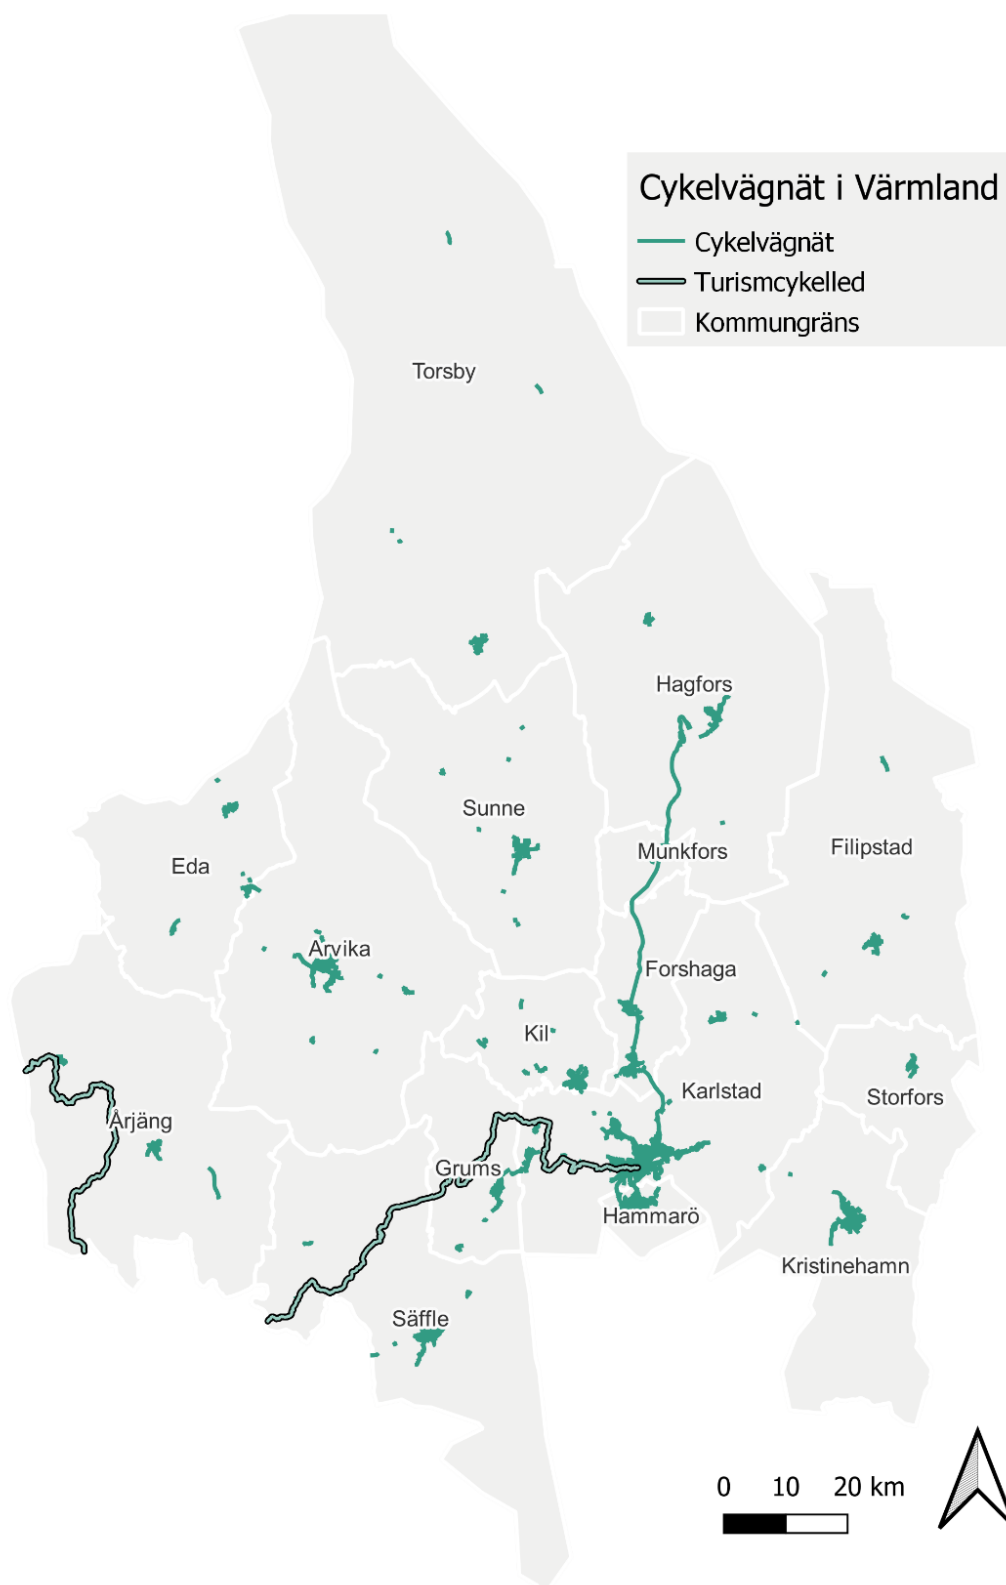 Cykelvägnät i Värmland
Cykelvägnät
Turismcykelled
Kommungräns
Torsby
Hagfors
Sunne
Munkfors
Filipstad
Eda
Arvika
Forshaga
Kil
Karlstad
Storfors
Årjäng
Grums
Hammarö
Kristinehamn
Säffle
0 10 20 km